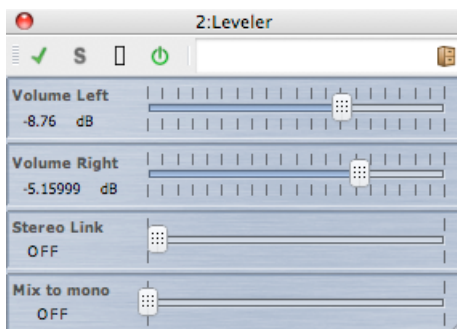 2:Leveler
S
Volume Left
-8.76 dB
Volume Right
-5.15999 dB
Stereo Link
OFF
Mix to mono
OFF